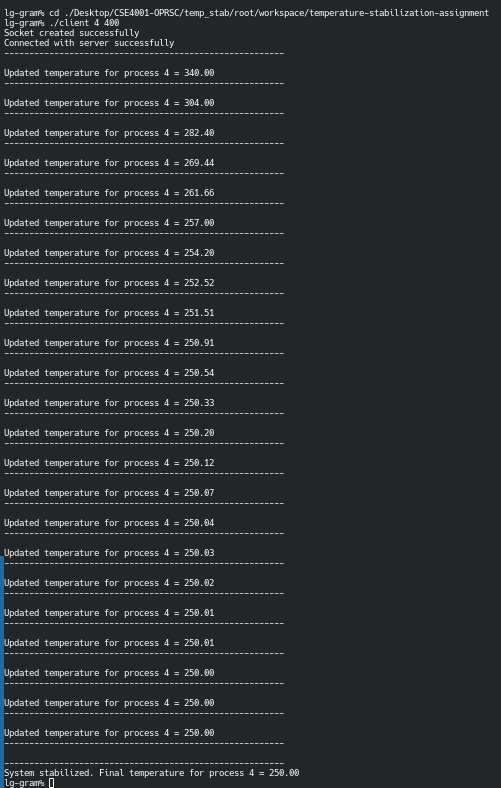 lg-gram% cd ./Desktop/CSE4001-OPRSC/temp_stab/root/workspace/temperature-stabilization-assignment
lg-gram% ./client 4 400
Socket created successfully
Connected with server successfully
--------------------------------------------------------
Updated temperature for process 4 = 340.00
--------------------------------------------------------
Updated temperature for process 4 = 304.00
--------------------------------------------------------
Updated temperature for process 4 = 282.40
--------------------------------------------------------
Updated temperature for process 4 = 269.44
--------------------------------------------------------
Updated temperature for process 4 = 261.66
--------------------------------------------------------
Updated temperature for process 4 = 257.00
--------------------------------------------------------
Updated temperature for process 4 = 254.20
--------------------------------------------------------
Updated temperature for process 4 = 252.52
--------------------------------------------------------
Updated temperature for process 4 = 251.51
--------------------------------------------------------
Updated temperature for process 4 = 250.91
--------------------------------------------------------
Updated temperature for process 4 = 250.54
--------------------------------------------------------
Updated temperature for process 4 = 250.33
--------------------------------------------------------
Updated temperature for process 4 = 250.20
--------------------------------------------------------
Updated temperature for process 4 = 250.12
--------------------------------------------------------
Updated temperature for process 4 = 250.07
--------------------------------------------------------
Updated temperature for process 4 = 250.04
--------------------------------------------------------
Updated temperature for process 4 = 250.03
--------------------------------------------------------
Updated temperature for process 4 = 250.02
--------------------------------------------------------
Updated temperature for process 4 = 250.01
--------------------------------------------------------
Updated temperature for process 4 = 250.01
--------------------------------------------------------
Updated temperature for process 4 = 250.00
--------------------------------------------------------
Updated temperature for process 4 = 250.00
--------------------------------------------------------
Updated temperature for process 4 = 250.00
--------------------------------------------------------
--------------------------------------------------------
System stabilized. Final temperature for process 4 = 250.00
lg-gram%